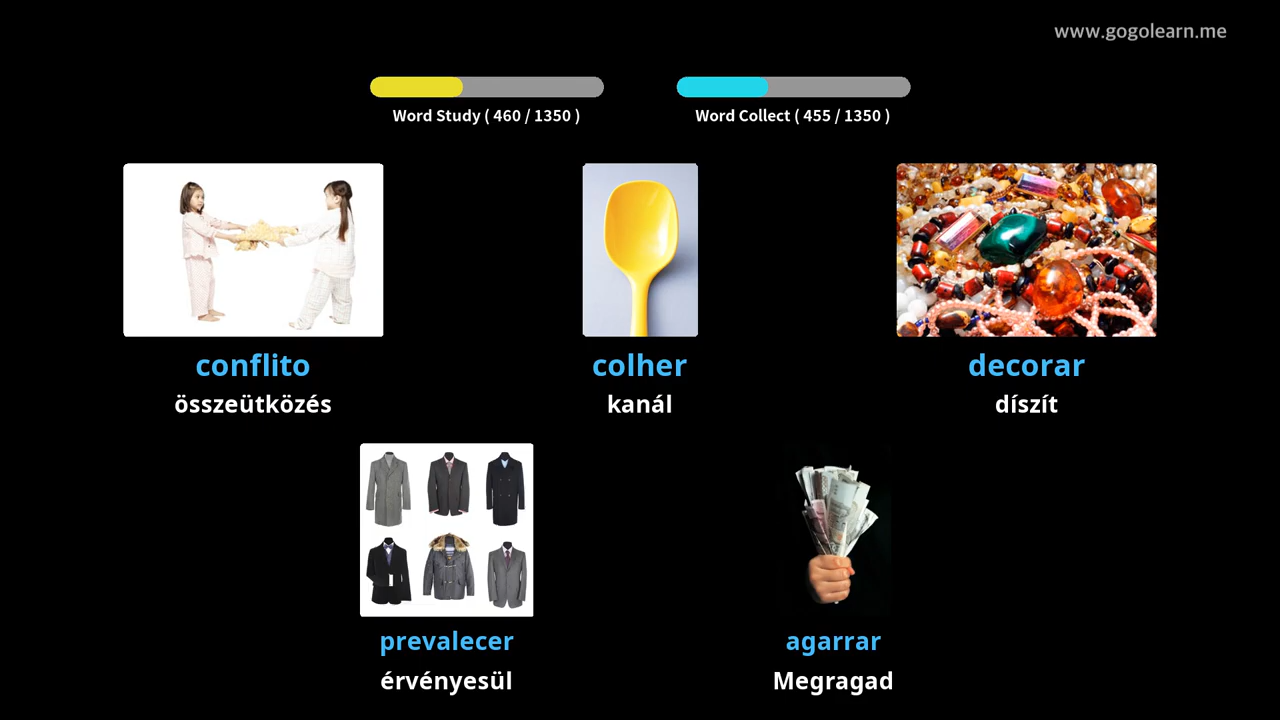 www.gogolearn.me
Word Study ( 460 / 1350 )
Word Collect ( 455 / 1350 )
conflito
összeütközés
colher
kanál
decorar
díszít
prevalecer
érvényesül
agarrar
Megragad